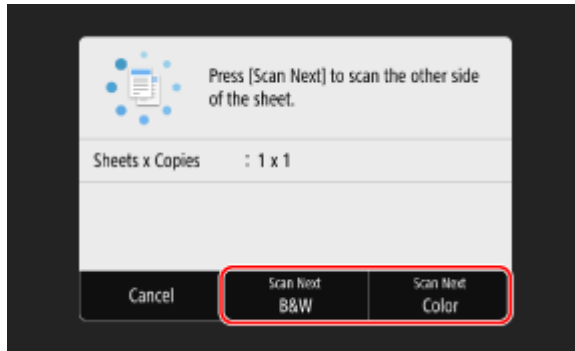 Press [Scan Next] to scan the other side
of the sheet.
Sheets x Copies : 1 x 1
Cancel
Scan Next
B&W
Scan Next
Color